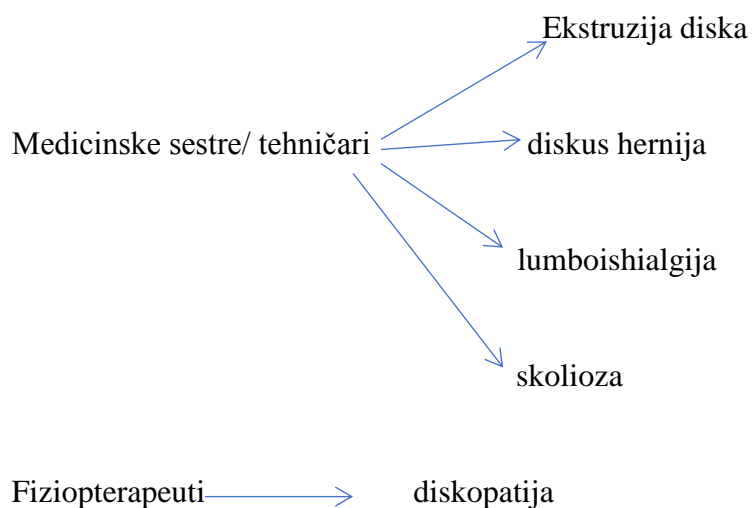 Ekstruzija diska
Medicinske sestre/ tehničari
diskus hernija
lumboishialgija
skolioza
Fiziopterapeuti
diskopatija